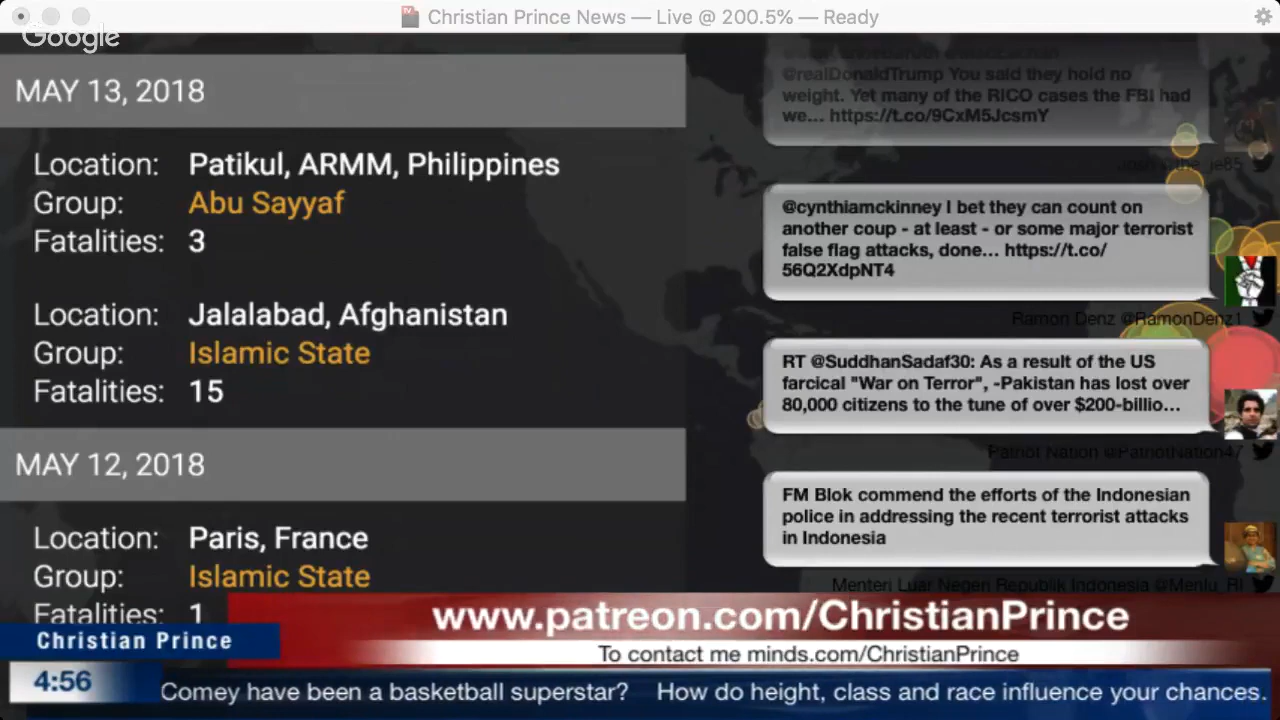 Christian Prince News — Live @ 200.5% — Ready
Google
MAY 13, 2018
Location: Patikul, ARMM, Philippines
Group: Abu Sayyaf
Fatalities: 3
Location: Jalalabad, Afghanistan
Group: Islamic State
Fatalities: 15
MAY 12, 2018
Location: Paris, France
Group: Islamic State
Fatalities: 1
@realDonaldTrump You said they hold no
weight. Yet many of the RICO cases the FBI had
we... https://t.co/9CxM5JcsmY
Josh @the_je85
@cynthiamckinney I bet they can count on
another coup - at least - or some major terrorist
false flag attacks, done... https://t.co/
56Q2XdpNT4
Ramon Denz @RamonDenz1
RT @SuddhanSadaf30: As a result of the US
farcical "War on Terror", -Pakistan has lost over
80,000 citizens to the tune of over $200-billio...
Patriot Nation @PatriotNation47
FM Blok commend the efforts of the Indonesian
police in addressing the recent terrorist attacks
in Indonesia
Menteri Luar Negeri Republik Indonesia @Menlu_RI
www.patreon.com/ChristianPrince
Christian Prince
To contact me minds.com/ChristianPrince
4:56
Comey have been a basketball superstar? How do height, class and race influence your chances.